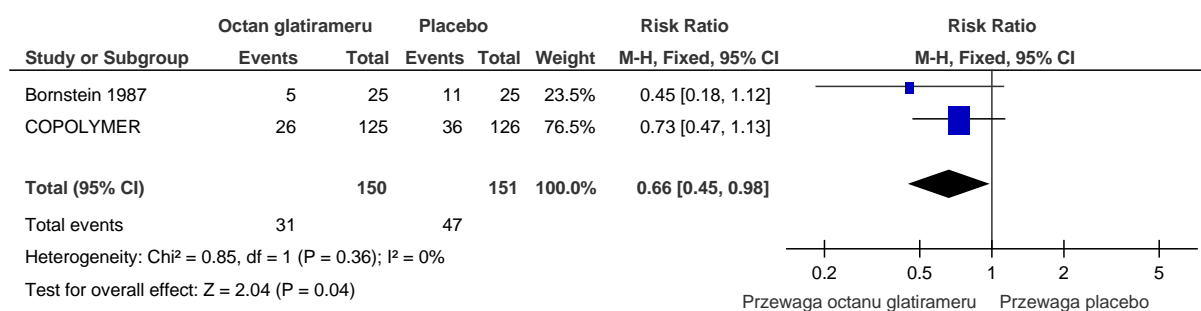 Octan glatirameru Placebo Risk Ratio Risk Ratio
Study or Subgroup Events Total Events Total Weight M-H, Fixed, 95% CI M-H, Fixed, 95% CI
Bornstein 1987 5 25 11 25 23.5% 0.45 [0.18, 1.12]
COPOLYMER 26 125 36 126 76.5% 0.73 [0.47, 1.13]
Total (95% CI) 150 151 100.0% 0.66 [0.45, 0.98]
Total events 31 47
Heterogeneity: Chi² = 0.85, df = 1 (P = 0.36); I² = 0%
Test for overall effect: Z = 2.04 (P = 0.04)
0.2 0.5 1 2 5
Przewaga octanu glatirameru Przewaga placebo